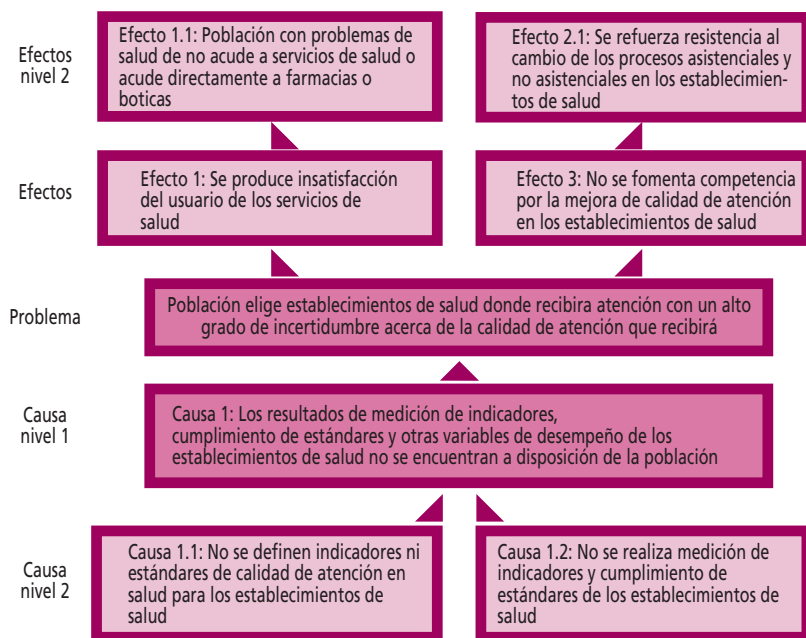 Efectos
nivel 2
Efecto 1.1: Población con problemas de
salud de no acude a servicios de salud o
acude directamente a farmacias o
boticas
Efecto 2.1: Se refuerza resistencia al
cambio de los procesos asistenciales y
no asistenciales en los establecimien-
tos de salud
Efectos
Efecto 1: Se produce insatisfacción
del usuario de los servicios de
salud
Efecto 3: No se fomenta competencia
por la mejora de calidad de atención
en los establecimientos de salud
Problema
Población elige establecimientos de salud donde recibira atención con un alto
grado de incertidumbre acerca de la calidad de atención que recibirá
Causa
nivel 1
Causa 1: Los resultados de medición de indicadores,
cumplimiento de estándares y otras variables de desempeño de los
establecimientos de salud no se encuentran a disposición de la población
Causa
nivel 2
Causa 1.1: No se definen indicadores ni
estándares de calidad de atención en
salud para los establecimientos de
salud
Causa 1.2: No se realiza medición de
indicadores y cumplimiento de
estándares de los establecimientos de
salud